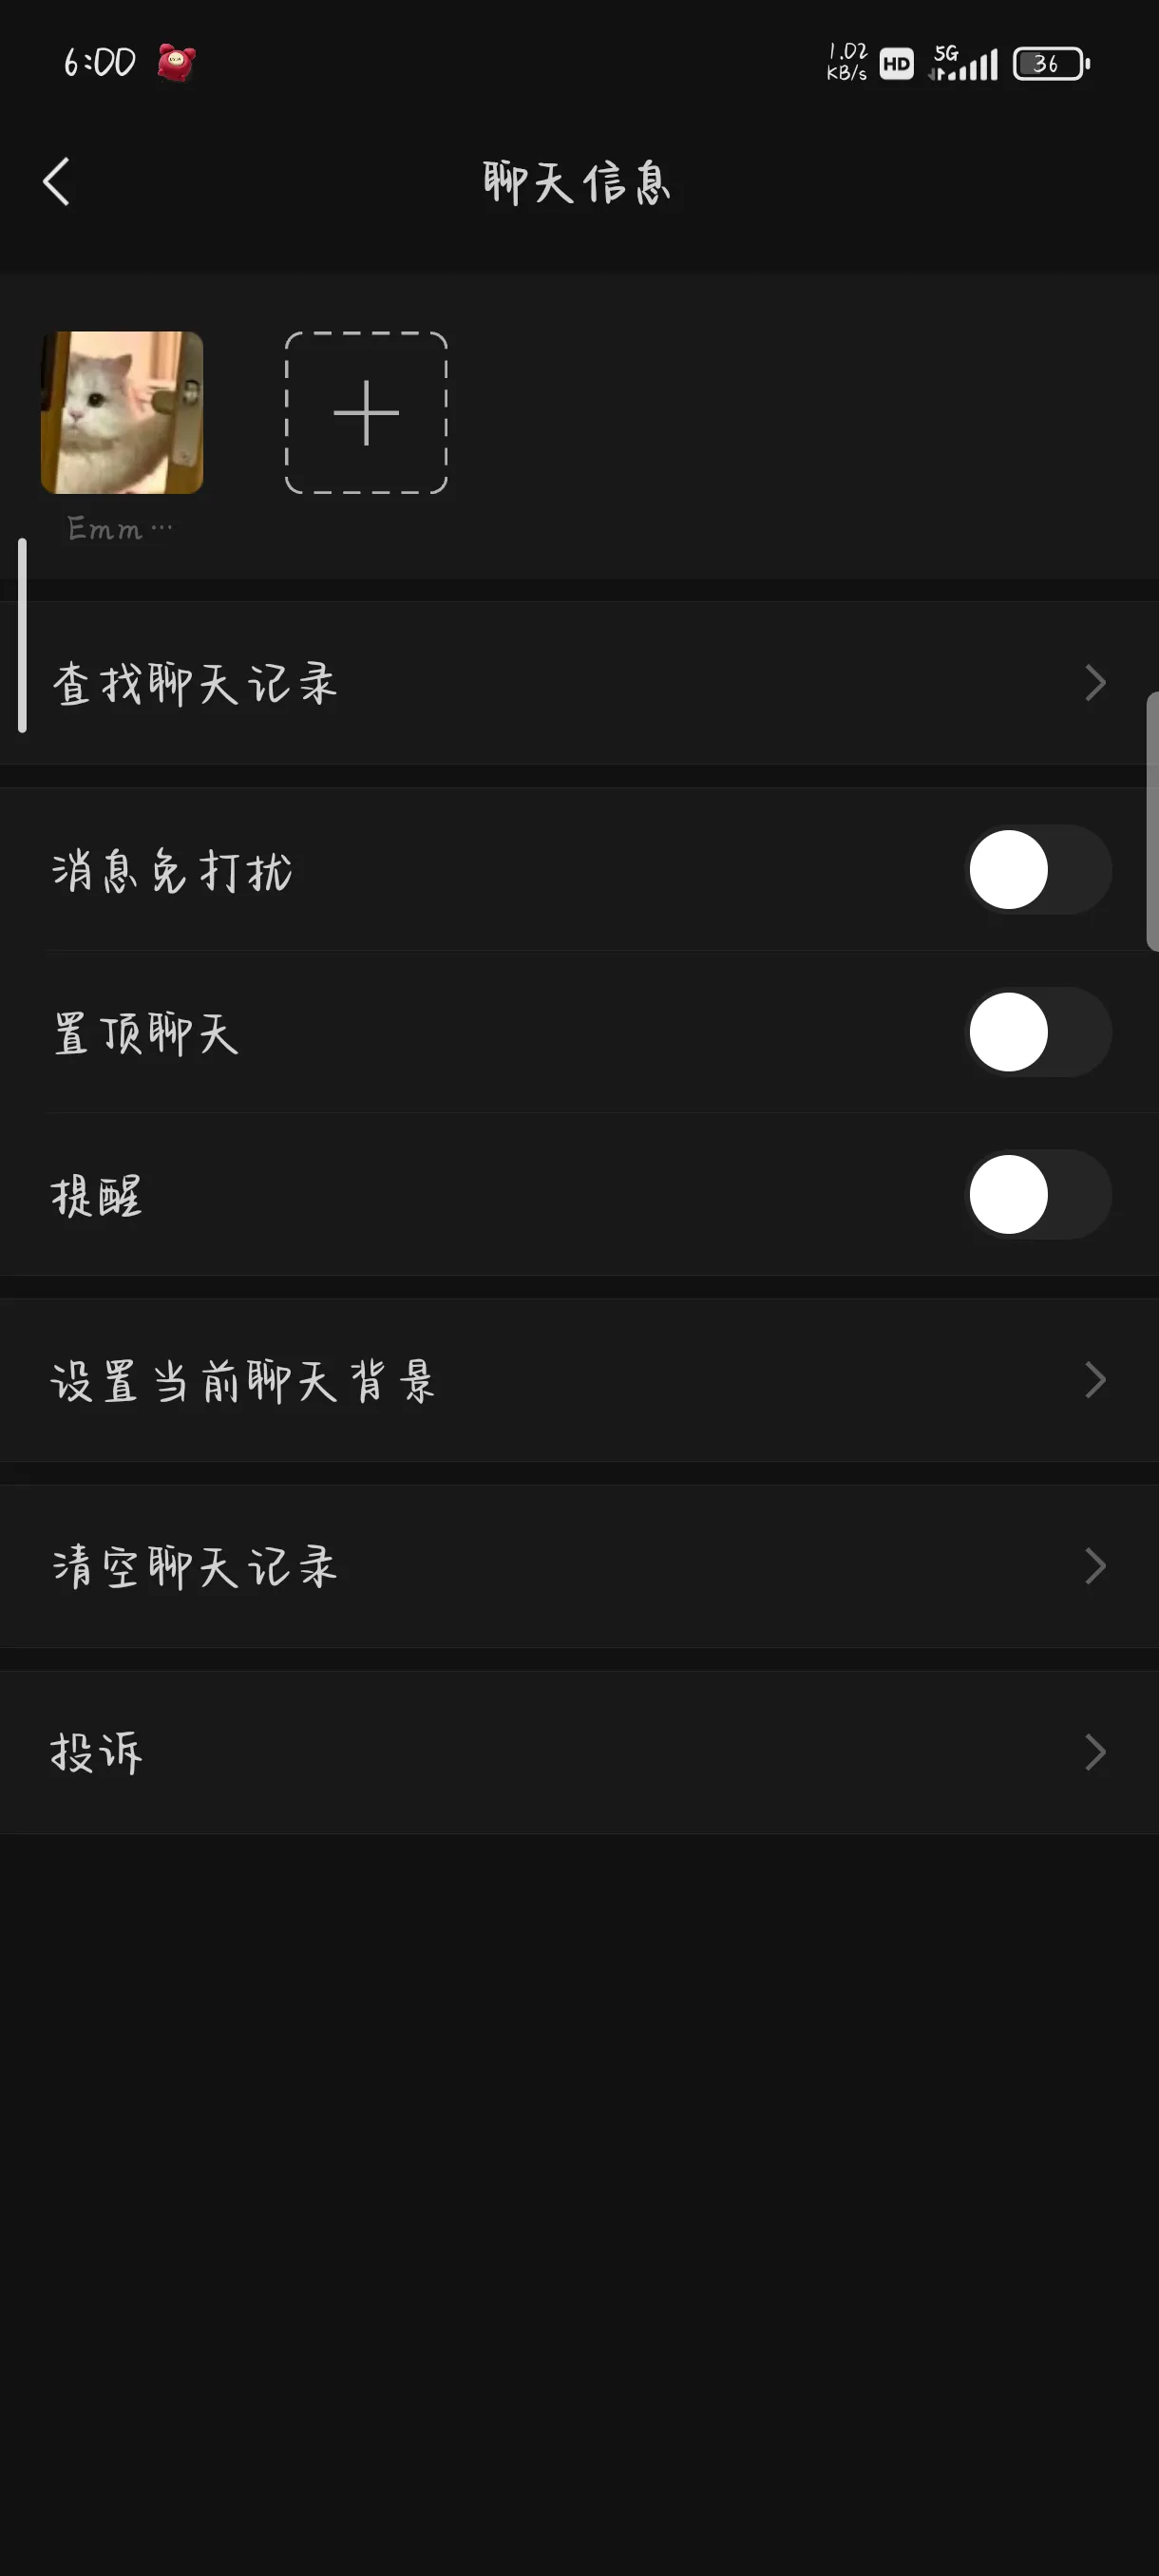 6:00
1.02
KB/s
HD
5G
36
聊天信息
Emm…
查找聊天记录
消息免打扰
置顶聊天
提醒
设置当前聊天背景
清空聊天记录
投诉